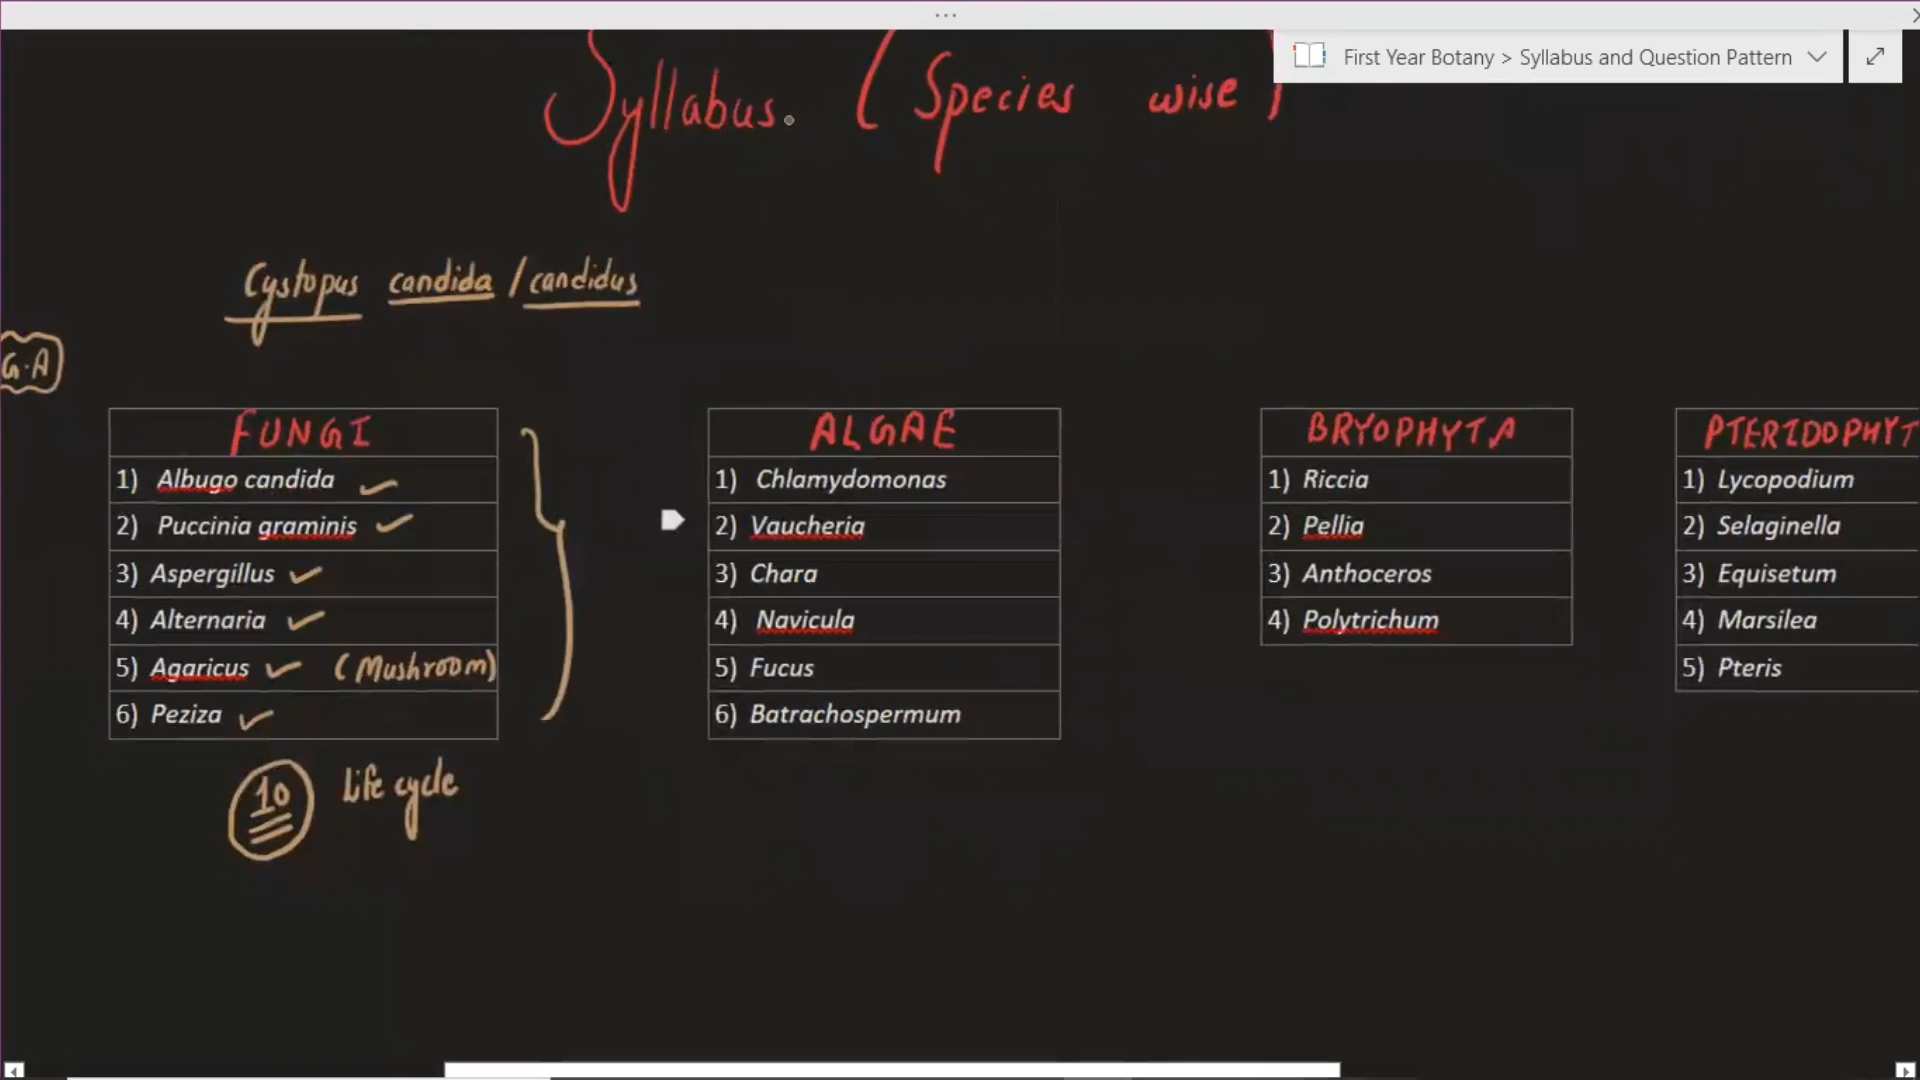 First Year Botany > Syllabus and Question Pattern
Syllabus. (Species wise)
Cystopus candida / candidus
G.A
FUNGI
1) Albugo candida
2) Puccinia graminis
3) Aspergillus
4) Alternaria
5) Agaricus (Mushroom)
6) Peziza
10 Life cycle
ALGAE
1) Chlamydomonas
2) Vaucheria
3) Chara
4) Navicula
5) Fucus
6) Batrachospermum
BRYOPHYTA
1) Riccia
2) Pellia
3) Anthoceros
4) Polytrichum
PTERIDOPHYT
1) Lycopodium
2) Selaginella
3) Equisetum
4) Marsilea
5) Pteris